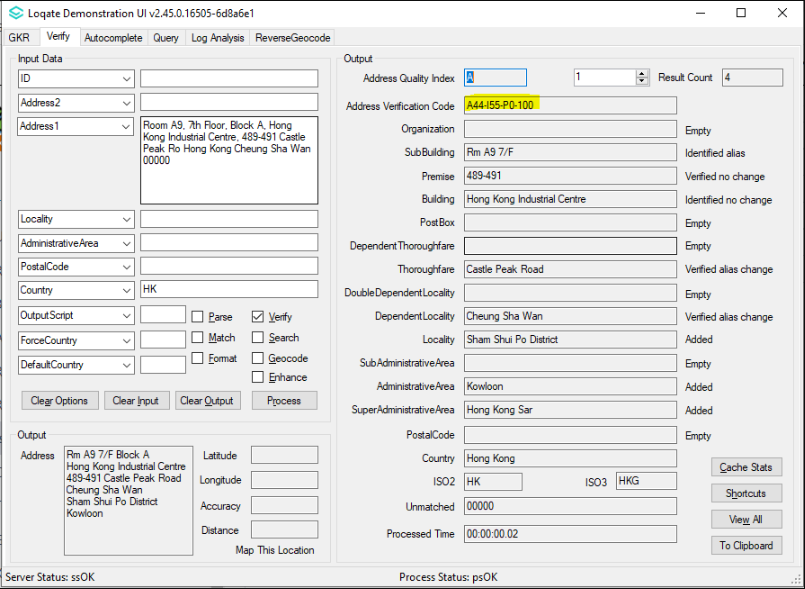 Loqate Demonstration UI v2.45.0.16505-6d8a6e1
GKR Verify Autocomplete Query Log Analysis ReverseGeocode
Input Data
ID
Address2
Address1
Room A9, 7th Floor, Block A, Hong
Kong Industrial Centre, 489-491 Castle
Peak Ro Hong Kong Cheung Sha Wan
00000
Locality
AdministrativeArea
PostalCode
Country HK
OutputScript Parse Verify
ForceCountry Match Search
DefaultCountry Format Geocode
Enhance
Clear Options Clear Input Clear Output Process
Output
Address
Rm A9 7/F Block A
Hong Kong Industrial Centre
489-491 Castle Peak Road
Cheung Sha Wan
Sham Shui Po District
Kowloon
Latitude
Longitude
Accuracy
Distance
Map This Location
Output
Address Quality Index A 1 Result Count 4
Address Verification Code A44-I55-P0-100
Organization Empty
SubBuilding Rm A9 7/F Identified alias
Premise 489-491 Verified no change
Building Hong Kong Industrial Centre Identified no change
PostBox Empty
DependentThoroughfare Empty
Thoroughfare Castle Peak Road Verified alias change
DoubleDependentLocality Empty
DependentLocality Cheung Sha Wan Verified alias change
Locality Sham Shui Po District Added
SubAdministrativeArea Empty
AdministrativeArea Kowloon Added
SuperAdministrativeArea Hong Kong Sar Added
PostalCode Empty
Country Hong Kong
ISO2 HK ISO3 HKG
Unmatched 00000
Processed Time 00:00:00.02
Cache Stats
Shortcuts
View All
To Clipboard
Server Status: ssOK Process Status: psOK